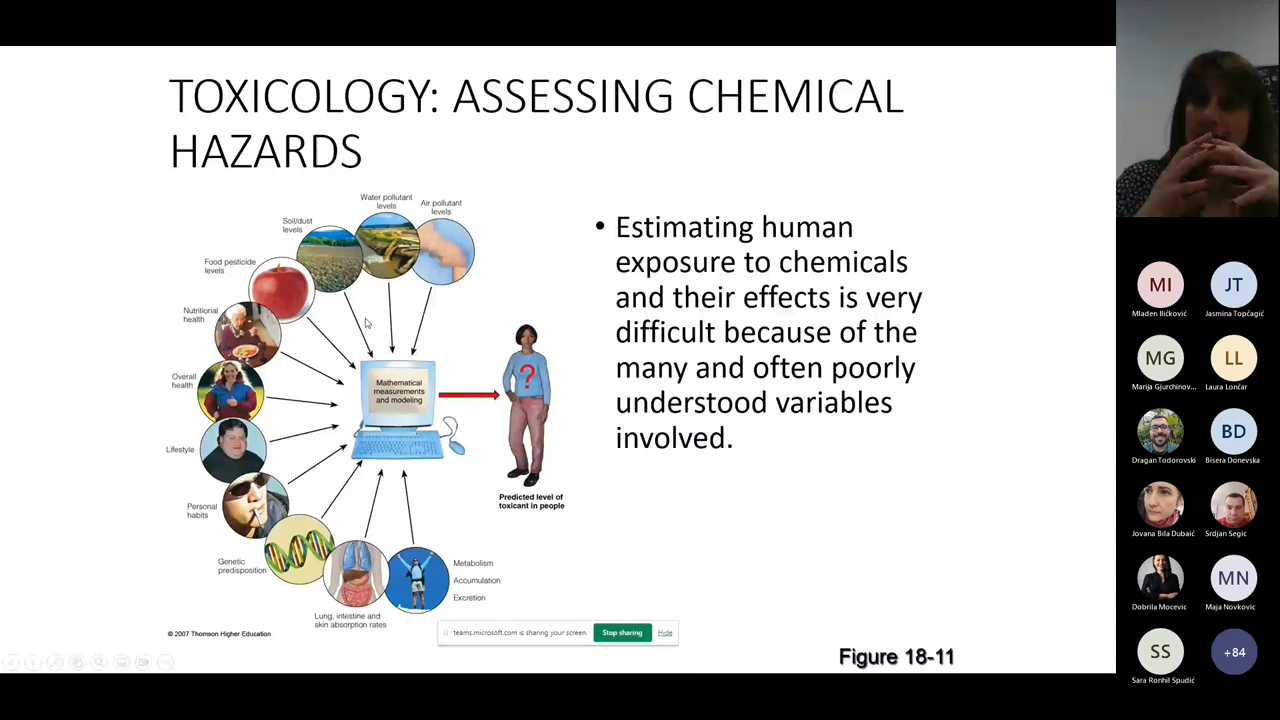 TOXICOLOGY: ASSESSING CHEMICAL
HAZARDS
Water pollutant
levels
Air pollutant
levels
Soil/dust
levels
Food pesticide
levels
Nutritional
health
Overall
health
Lifestyle
Personal
habits
Genetic
predisposition
Lung, intestine and
skin absorption rates
Metabolism
Accumulation
Excretion
Mathematical
measurements
and modeling
?
Predicted level of
toxicant in people
© 2007 Thomson Higher Education
• Estimating human
exposure to chemicals
and their effects is very
difficult because of the
many and often poorly
understood variables
involved.
teams.microsoft.com is sharing your screen
Stop sharing
Hide
Figure 18-11
MI
Mladen Iličković
JT
Jasmina Topčagić
MG
Marija Gjurchinov...
LL
Laura Lončar
Dragan Todorovski
BD
Bisera Donevska
Jovana Bila Dubaić
Srdjan Segic
Dobrila Mocevic
MN
Maja Novkovic
SS
Sara Ronhil Spudić
+84